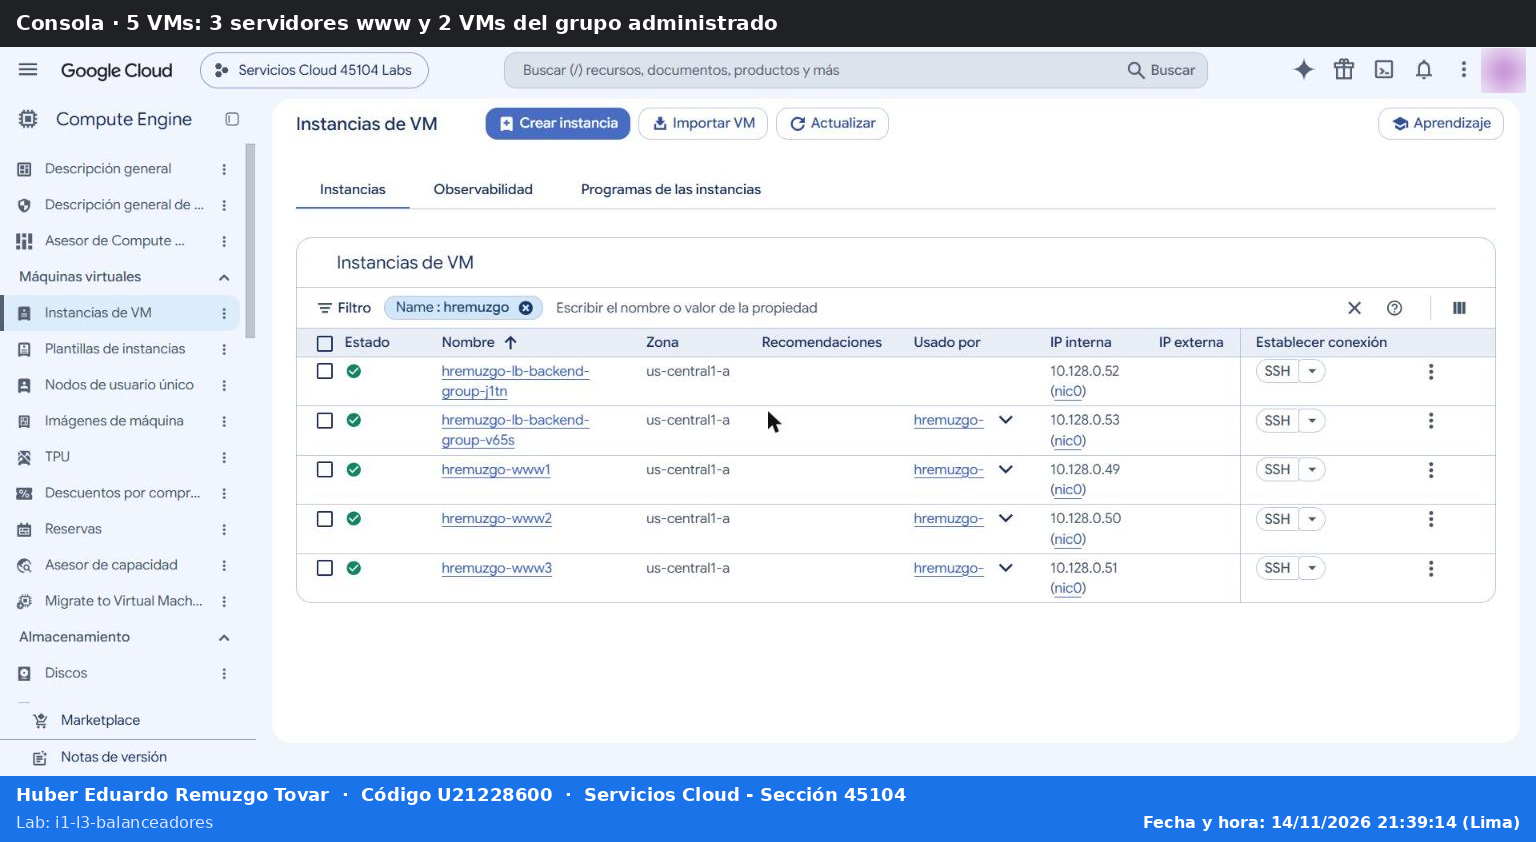 Consola · 5 VMs: 3 servidores www y 2 VMs del grupo administrado
Google Cloud
Servicios Cloud 45104 Labs
Buscar (/) recursos, documentos, productos y más
Buscar
Compute Engine
Descripción general
Descripción general de ...
Asesor de Compute ...
Máquinas virtuales
Instancias de VM
Plantillas de instancias
Nodos de usuario único
Imágenes de máquina
TPU
Descuentos por compr...
Reservas
Asesor de capacidad
Migrate to Virtual Mach...
Almacenamiento
Discos
Marketplace
Notas de versión
Instancias de VM
Crear instancia
Importar VM
Actualizar
Aprendizaje
Instancias
Observabilidad
Programas de las instancias
Instancias de VM
Filtro
Name : hremuzgo
Escribir el nombre o valor de la propiedad
Estado Nombre Zona Recomendaciones Usado por IP interna IP externa Establecer conexión
hremuzgo-lb-backend- us-central1-a 10.128.0.52 SSH
group-j1tn (nic0)
hremuzgo-lb-backend- us-central1-a hremuzgo- 10.128.0.53 SSH
group-v65s (nic0)
hremuzgo-www1 us-central1-a hremuzgo- 10.128.0.49 SSH
(nic0)
hremuzgo-www2 us-central1-a hremuzgo- 10.128.0.50 SSH
(nic0)
hremuzgo-www3 us-central1-a hremuzgo- 10.128.0.51 SSH
(nic0)
Huber Eduardo Remuzgo Tovar · Código U21228600 · Servicios Cloud - Sección 45104
Lab: i1-l3-balanceadores
Fecha y hora: 14/11/2026 21:39:14 (Lima)